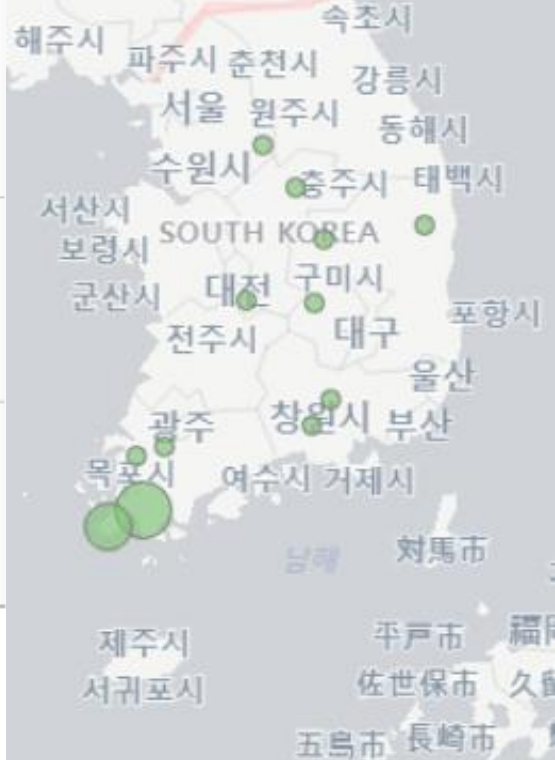 속초시
해주시
파주시 춘천시
강릉시
서울 원주시
동해시
수원시
충주시 태백시
서산시
SOUTH KOREA
보령시
대전 구미시
군산시
포항시
전주시 대구
울산
광주 창원시 부산
목포시 여수시 거제시
남해
対馬市
제주시
平戸市
서귀포시
佐世保市
五島市 長崎市